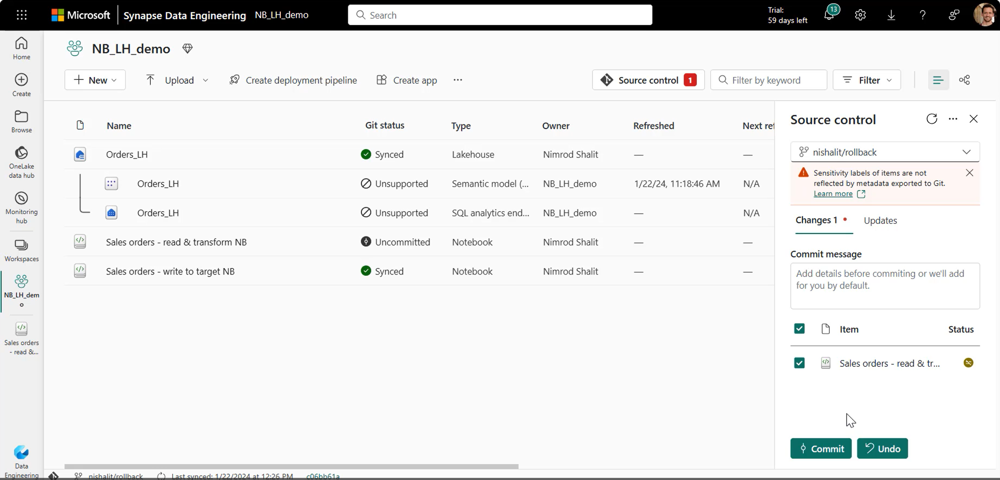 Microsoft
Synapse Data Engineering
NB_LH_demo
Search
Trial:
59 days left
13
Home
Create
Browse
OneLake
data hub
Monitoring
hub
Workspaces
NB_LH_dem
o
Sales orders
- read &...
Data
Engineering
NB_LH_demo
New
Upload
Create deployment pipeline
Create app
Source control 1
Filter by keyword
Filter
Name Git status Type Owner Refreshed Next ref
Orders_LH Synced Lakehouse Nimrod Shalit — —
Orders_LH Unsupported Semantic model (... NB_LH_demo 1/22/24, 11:18:46 AM N/A
Orders_LH Unsupported SQL analytics end... NB_LH_demo — N/A
Sales orders - read & transform NB Uncommitted Notebook Nimrod Shalit — —
Sales orders - write to target NB Synced Notebook Nimrod Shalit — —
Source control
nishalit/rollback
Sensitivity labels of items are not
reflected by metadata exported to Git.
Learn more
Changes 1
Updates
Commit message
Add details before commiting or we'll add
for you by default.
Item Status
Sales orders - read & tr...
Commit
Undo
nishalit/rollback
Last synced: 1/22/2024 at 12:26 PM
c06bb61a